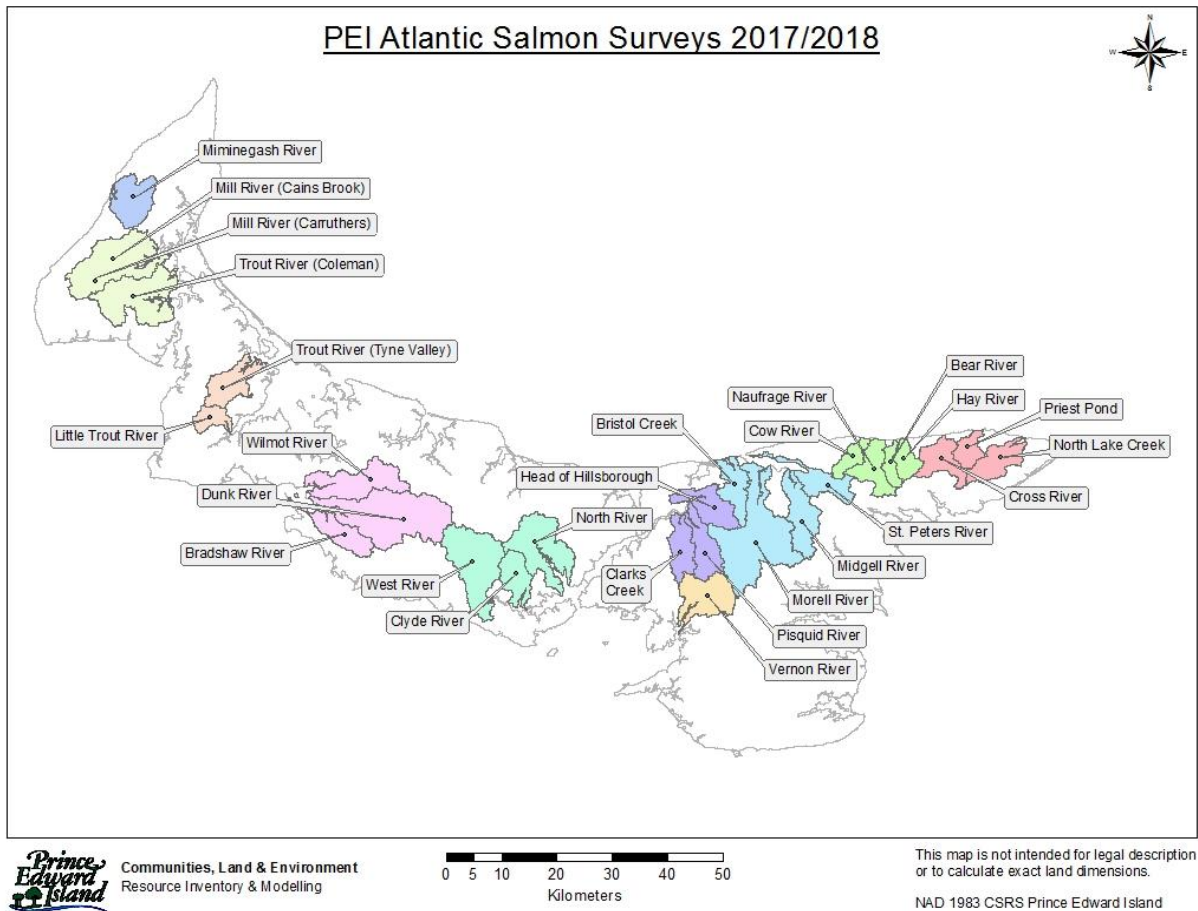 PEI Atlantic Salmon Surveys 2017/2018
N
W
E
S
Miminegash River
Mill River (Cains Brook)
Mill River (Carruthers)
Trout River (Coleman)
Trout River (Tyne Valley)
Little Trout River
Wilmot River
Dunk River
Bradshaw River
West River
Clyde River
North River
Bristol Creek
Head of Hillsborough
Clarks
Creek
Naufrage River
Cow River
Bear River
Hay River
Priest Pond
North Lake Creek
Cross River
St. Peters River
Midgell River
Morell River
Pisquid River
Vernon River
Prince
Edward
Island
Communities, Land & Environment
Resource Inventory & Modelling
0 5 10 20 30 40 50
Kilometers
This map is not intended for legal description
or to calculate exact land dimensions.
NAD 1983 CSRS Prince Edward Island